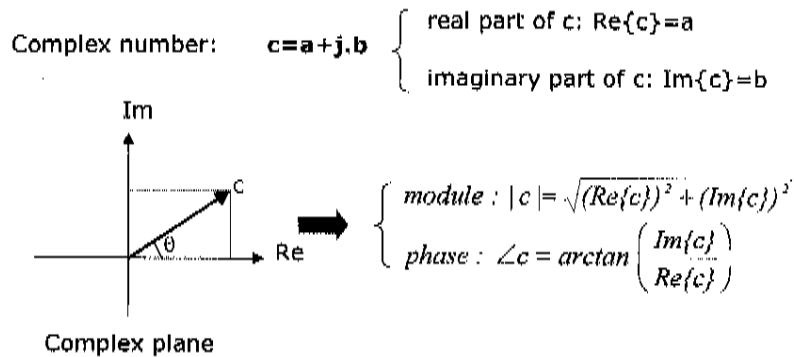 Complex number: c=a+j.b
real part of c: Re{c}=a
imaginary part of c: Im{c}=b
Im
C
θ
Re
module : |c|=√(Re{c})² + (Im{c})²
phase : ∠c = arctan(Im{c}/Re{c})
Complex plane